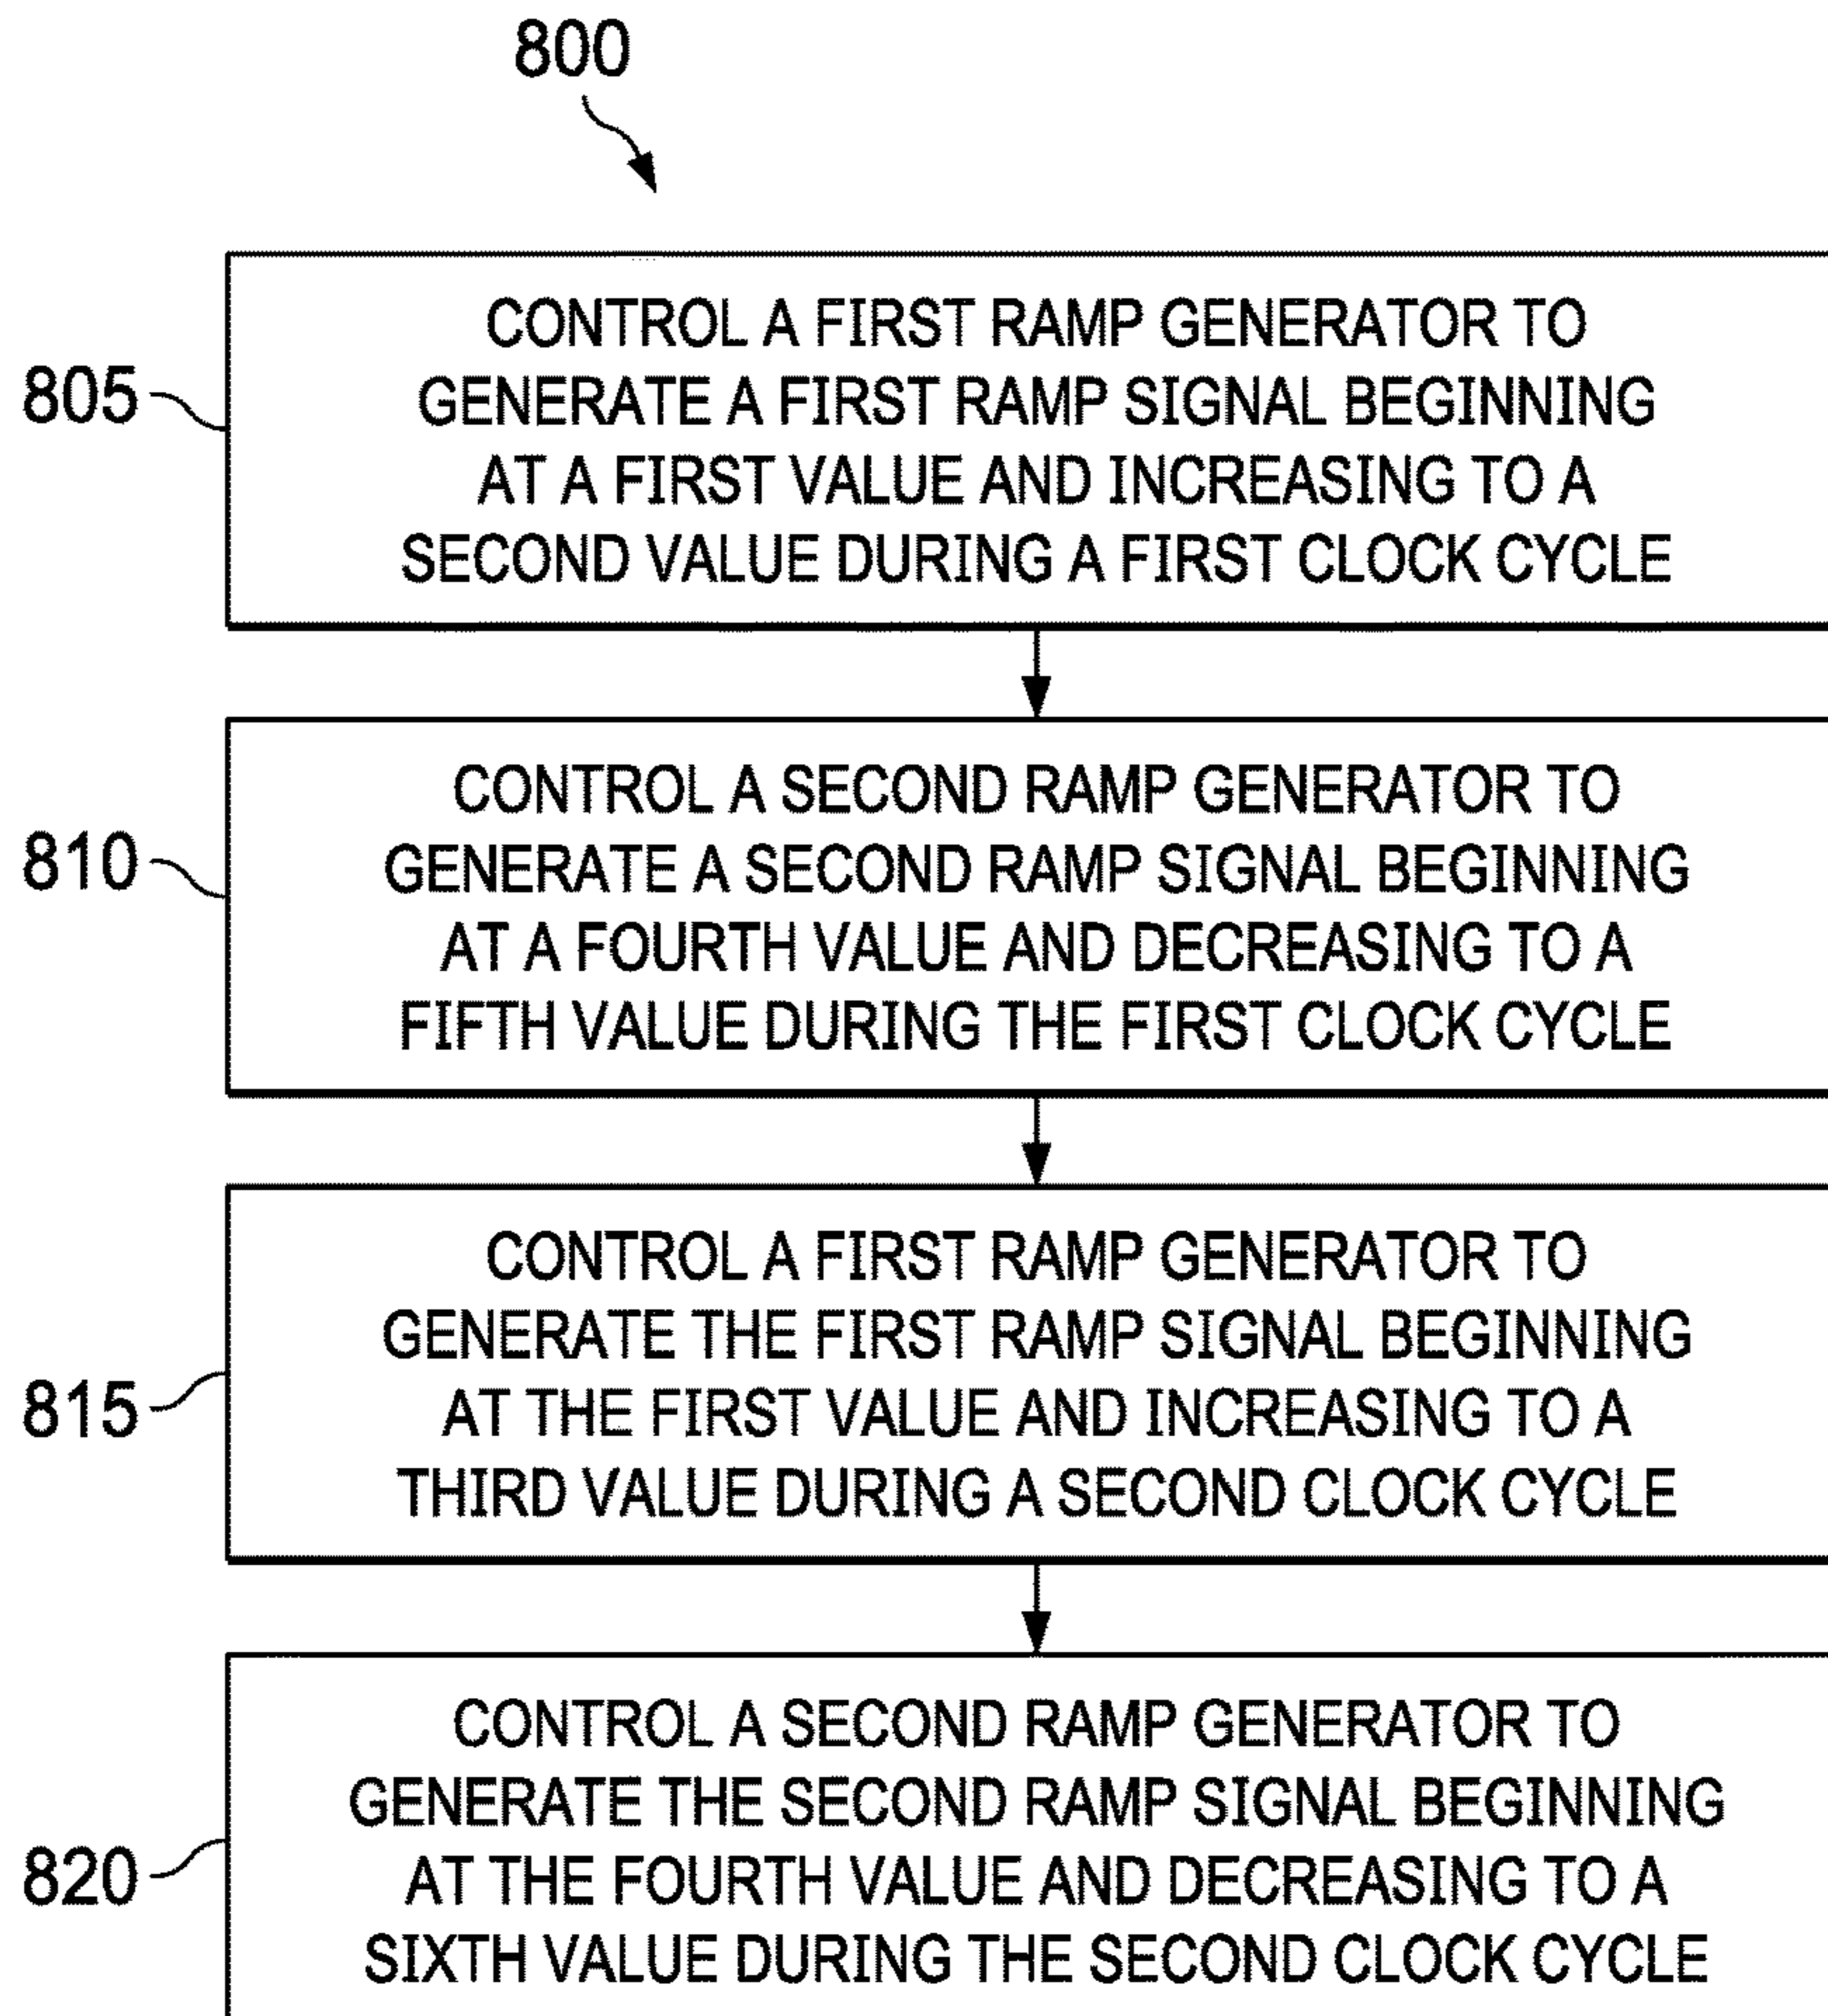 800
805
CONTROL A FIRST RAMP GENERATOR TO
GENERATE A FIRST RAMP SIGNAL BEGINNING
AT A FIRST VALUE AND INCREASING TO A
SECOND VALUE DURING A FIRST CLOCK CYCLE
810
CONTROL A SECOND RAMP GENERATOR TO
GENERATE A SECOND RAMP SIGNAL BEGINNING
AT A FOURTH VALUE AND DECREASING TO A
FIFTH VALUE DURING THE FIRST CLOCK CYCLE
815
CONTROL A FIRST RAMP GENERATOR TO
GENERATE THE FIRST RAMP SIGNAL BEGINNING
AT THE FIRST VALUE AND INCREASING TO A
THIRD VALUE DURING A SECOND CLOCK CYCLE
820
CONTROL A SECOND RAMP GENERATOR TO
GENERATE THE SECOND RAMP SIGNAL BEGINNING
AT THE FOURTH VALUE AND DECREASING TO A
SIXTH VALUE DURING THE SECOND CLOCK CYCLE